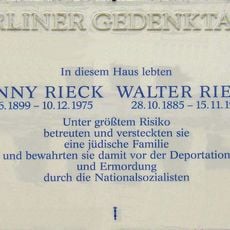 RLINER GEDENKTA
In diesem Haus lebten
NNY RIECK WALTER RIE
6.1899 – 10.12.1975 28.10.1885 – 15.11.1
Unter größtem Risiko
betreuten und versteckten sie
eine jüdische Familie
und bewahrten sie damit vor der Deportation
und Ermordung
durch die Nationalsozialisten